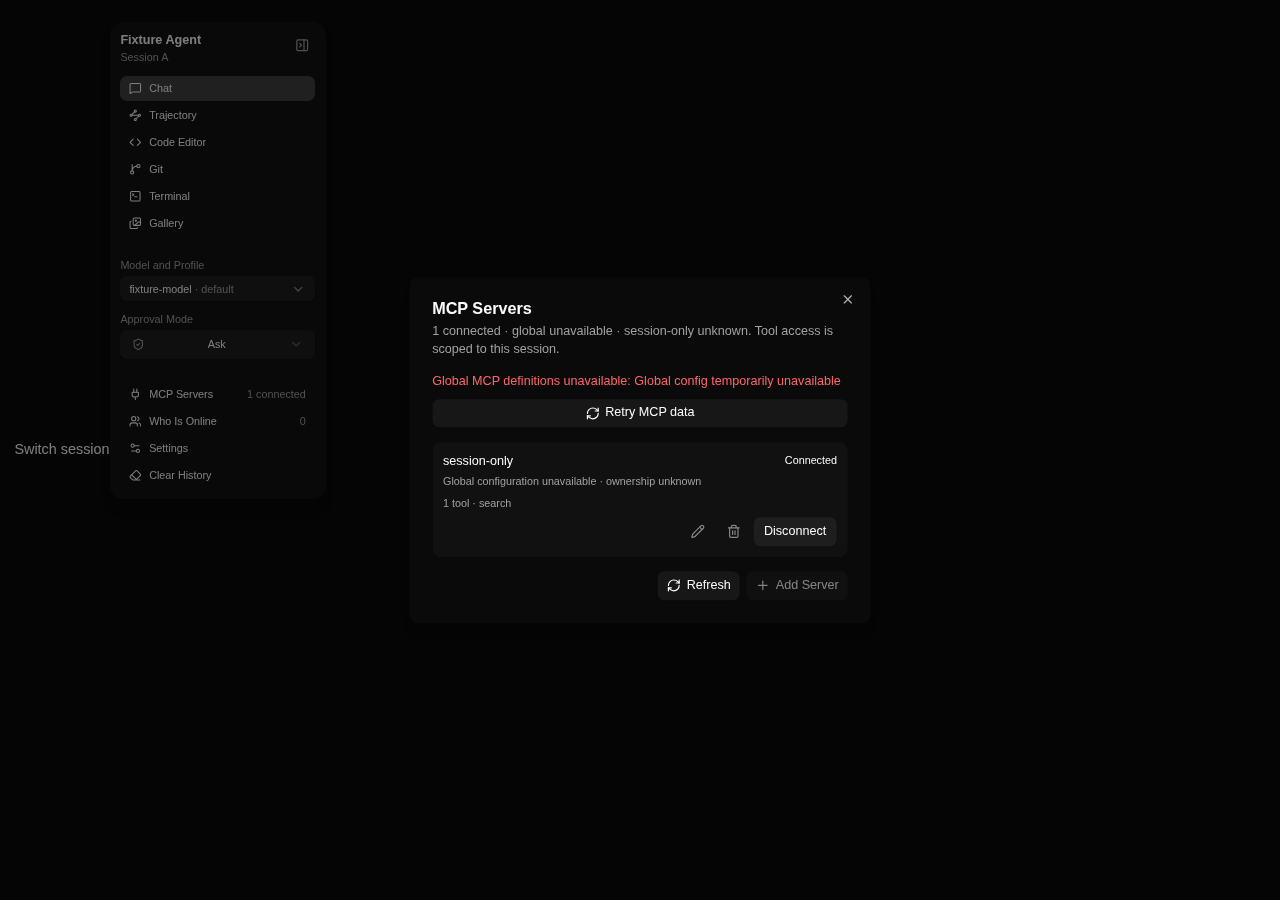 Fixture Agent
Session A
Chat
Trajectory
Code Editor
Git
Terminal
Gallery
Model and Profile
fixture-model · default
Approval Mode
Ask
MCP Servers 1 connected
Who Is Online 0
Settings
Clear History
Switch session
MCP Servers
1 connected · global unavailable · session-only unknown. Tool access is
scoped to this session.
Global MCP definitions unavailable: Global config temporarily unavailable
Retry MCP data
session-only Connected
Global configuration unavailable · ownership unknown
1 tool · search
Disconnect
Refresh Add Server